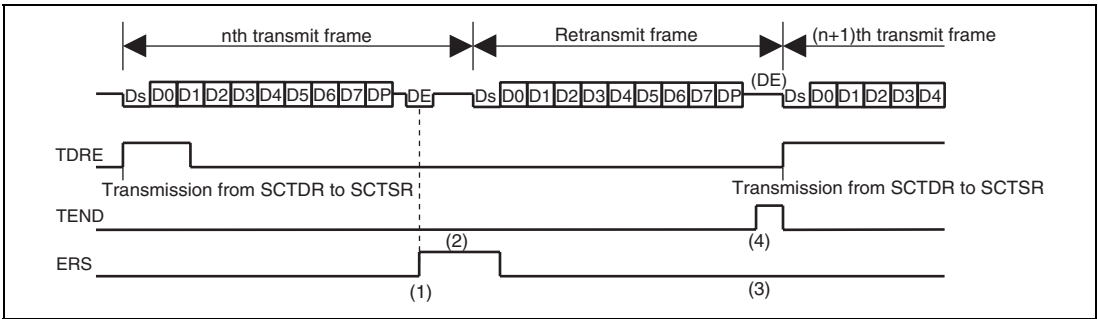 nth transmit frame Retransmit frame (n+1)th transmit frame
(DE)
Ds D0 D1 D2 D3 D4 D5 D6 D7 DP DE Ds D0 D1 D2 D3 D4 D5 D6 D7 DP Ds D0 D1 D2 D3 D4
TDRE
Transmission from SCTDR to SCTSR Transmission from SCTDR to SCTSR
TEND
(2) (4)
ERS
(1) (3)